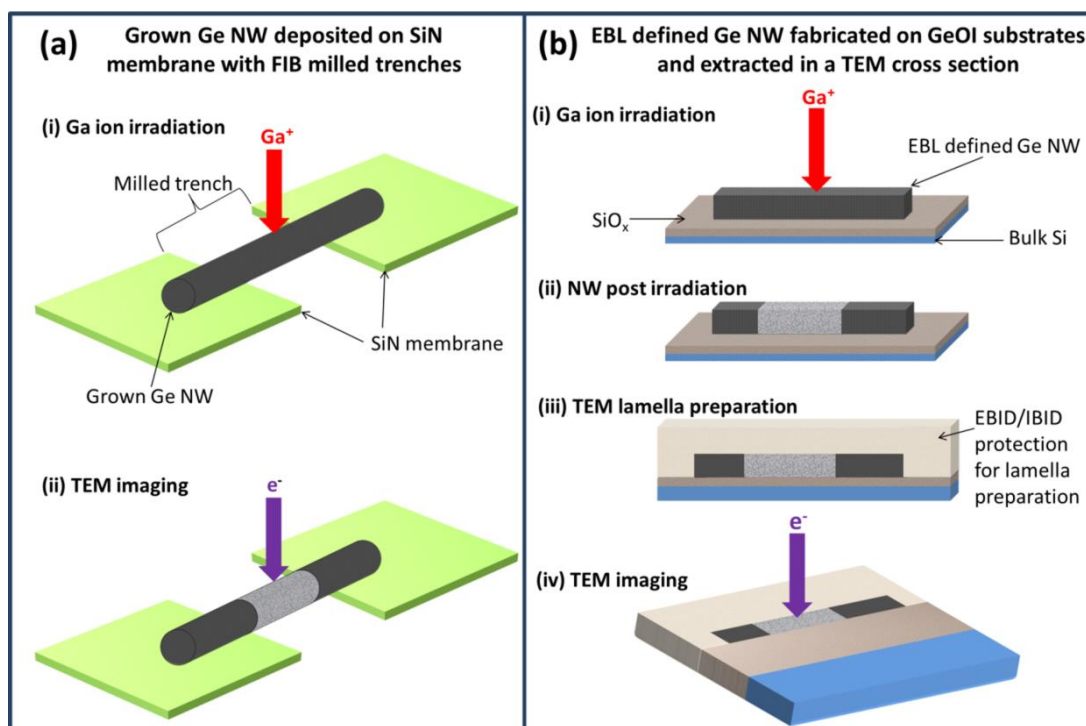 (a)
Grown Ge NW deposited on SiN
membrane with FIB milled trenches
(i) Ga ion irradiation
Ga⁺
Milled trench
SiN membrane
Grown Ge NW
(ii) TEM imaging
e⁻
(b)
EBL defined Ge NW fabricated on GeOI substrates
and extracted in a TEM cross section
(i) Ga ion irradiation
Ga⁺
EBL defined Ge NW
SiOₓ
Bulk Si
(ii) NW post irradiation
(iii) TEM lamella preparation
EBID/IBID
protection
for lamella
preparation
e⁻
(iv) TEM imaging